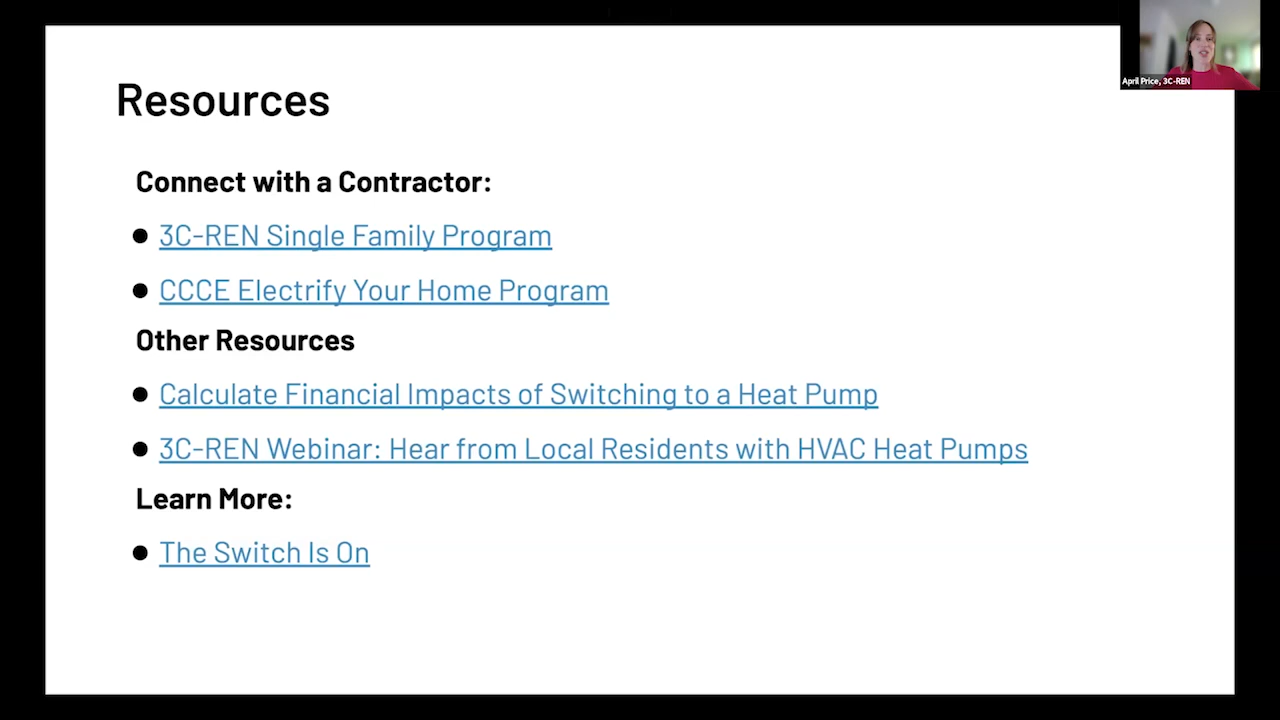 Resources
April Price, 3C-REN
Connect with a Contractor:
3C-REN Single Family Program
CCCE Electrify Your Home Program
Other Resources
Calculate Financial Impacts of Switching to a Heat Pump
3C-REN Webinar: Hear from Local Residents with HVAC Heat Pumps
Learn More:
The Switch Is On